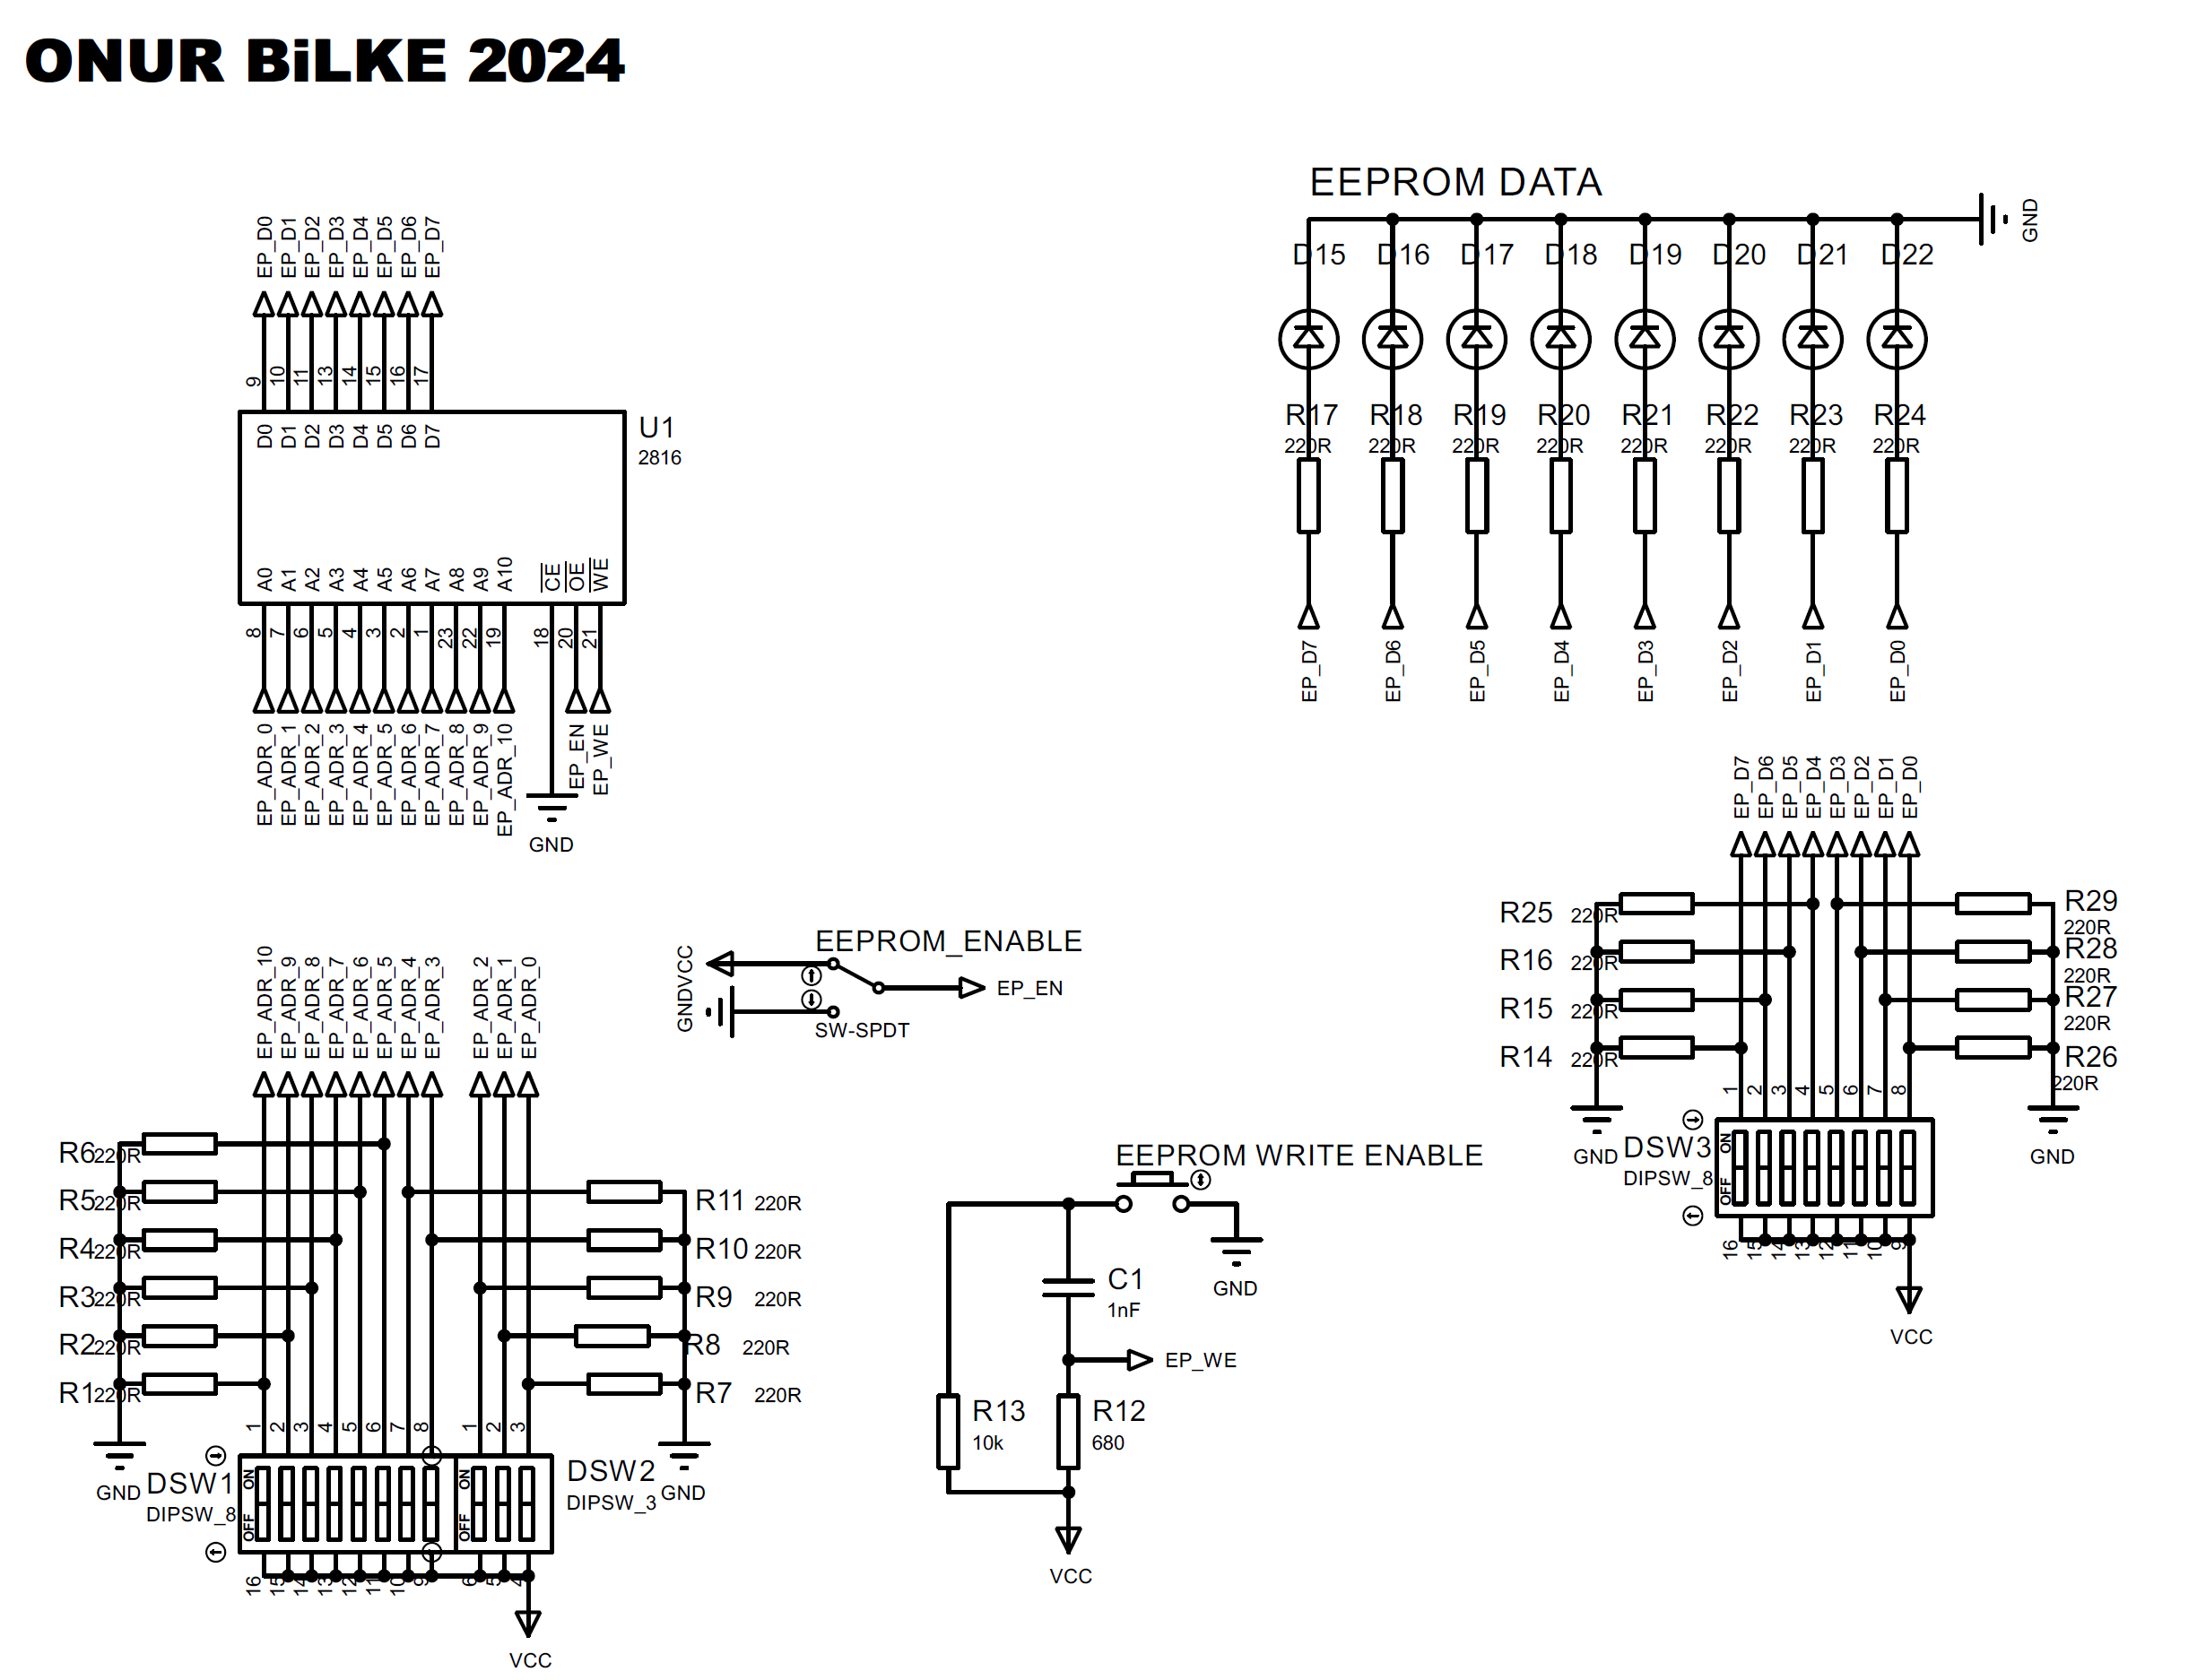 ONUR BiLKE 2024
EEPROM DATA
GND
D15 D16 D17 D18 D19 D20 D21 D22
R17 R18 R19 R20 R21 R22 R23 R24
220R 220R 220R 220R 220R 220R 220R 220R
EP_D7 EP_D6 EP_D5 EP_D4 EP_D3 EP_D2 EP_D1 EP_D0
EP_D0 EP_D1 EP_D2 EP_D3 EP_D4 EP_D5 EP_D6 EP_D7
9 10 11 13 14 15 16 17
D0 D1 D2 D3 D4 D5 D6 D7
U1
2816
A0 A1 A2 A3 A4 A5 A6 A7 A8 A9 A10 CE OE WE
8 7 6 5 4 3 2 1 23 22 19 18 20 21
EP_ADR_0 EP_ADR_1 EP_ADR_2 EP_ADR_3 EP_ADR_4 EP_ADR_5 EP_ADR_6 EP_ADR_7 EP_ADR_8 EP_ADR_9 EP_ADR_10 EP_EN EP_WE
GND
EP_D7 EP_D6 EP_D5 EP_D4 EP_D3 EP_D2 EP_D1 EP_D0
R25 220R
R16 220R
R15 220R
R14 220R
R29
220R
R28
220R
R27
220R
R26
220R
1 2 3 4 5 6 7 8
GND
GND
DSW3
DIPSW_8
ON
OFF
16 15 14 13 12 11 10 9
VCC
EEPROM_ENABLE
GNDVCC
EP_EN
SW-SPDT
EP_ADR_10 EP_ADR_9 EP_ADR_8 EP_ADR_7 EP_ADR_6 EP_ADR_5 EP_ADR_4 EP_ADR_3 EP_ADR_2 EP_ADR_1 EP_ADR_0
R6 220R
R5 220R
R4 220R
R3 220R
R2 220R
R1 220R
R11 220R
R10 220R
R9 220R
R8 220R
R7 220R
1 2 3 4 5 6 7 8 1 2 3
GND
DSW1
DIPSW_8
ON
OFF
ON
OFF
DSW2
DIPSW_3
GND
16 15 14 13 12 11 10 9 6 5 4
VCC
EEPROM WRITE ENABLE
GND
C1
1nF
EP_WE
R13
10k
R12
680
VCC